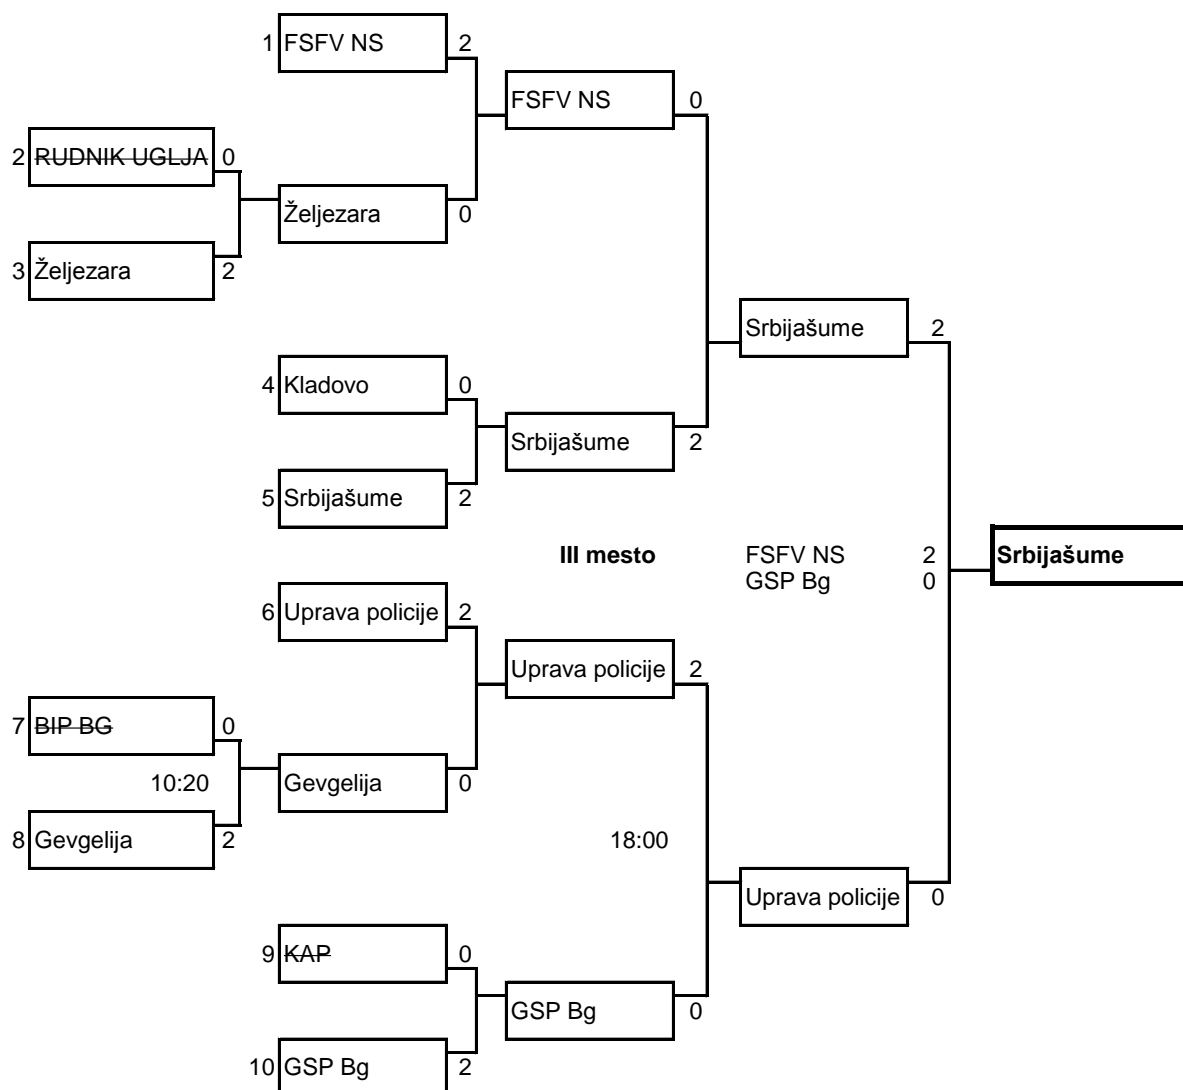 1 FSFV NS 2
FSFV NS 0
2 RUDNIK UGLJA 0
Željezara 0
3 Željezara 2
Srbijašume 2
4 Kladovo 0
Srbijašume 2
5 Srbijašume 2
III mesto FSFV NS 2 Srbijašume
GSP Bg 0
6 Uprava policije 2
Uprava policije 2
7 BIP BG 0
10:20 Gevgelija 0
8 Gevgelija 2 18:00
Uprava policije 0
9 KAP 0
GSP Bg 0
10 GSP Bg 2